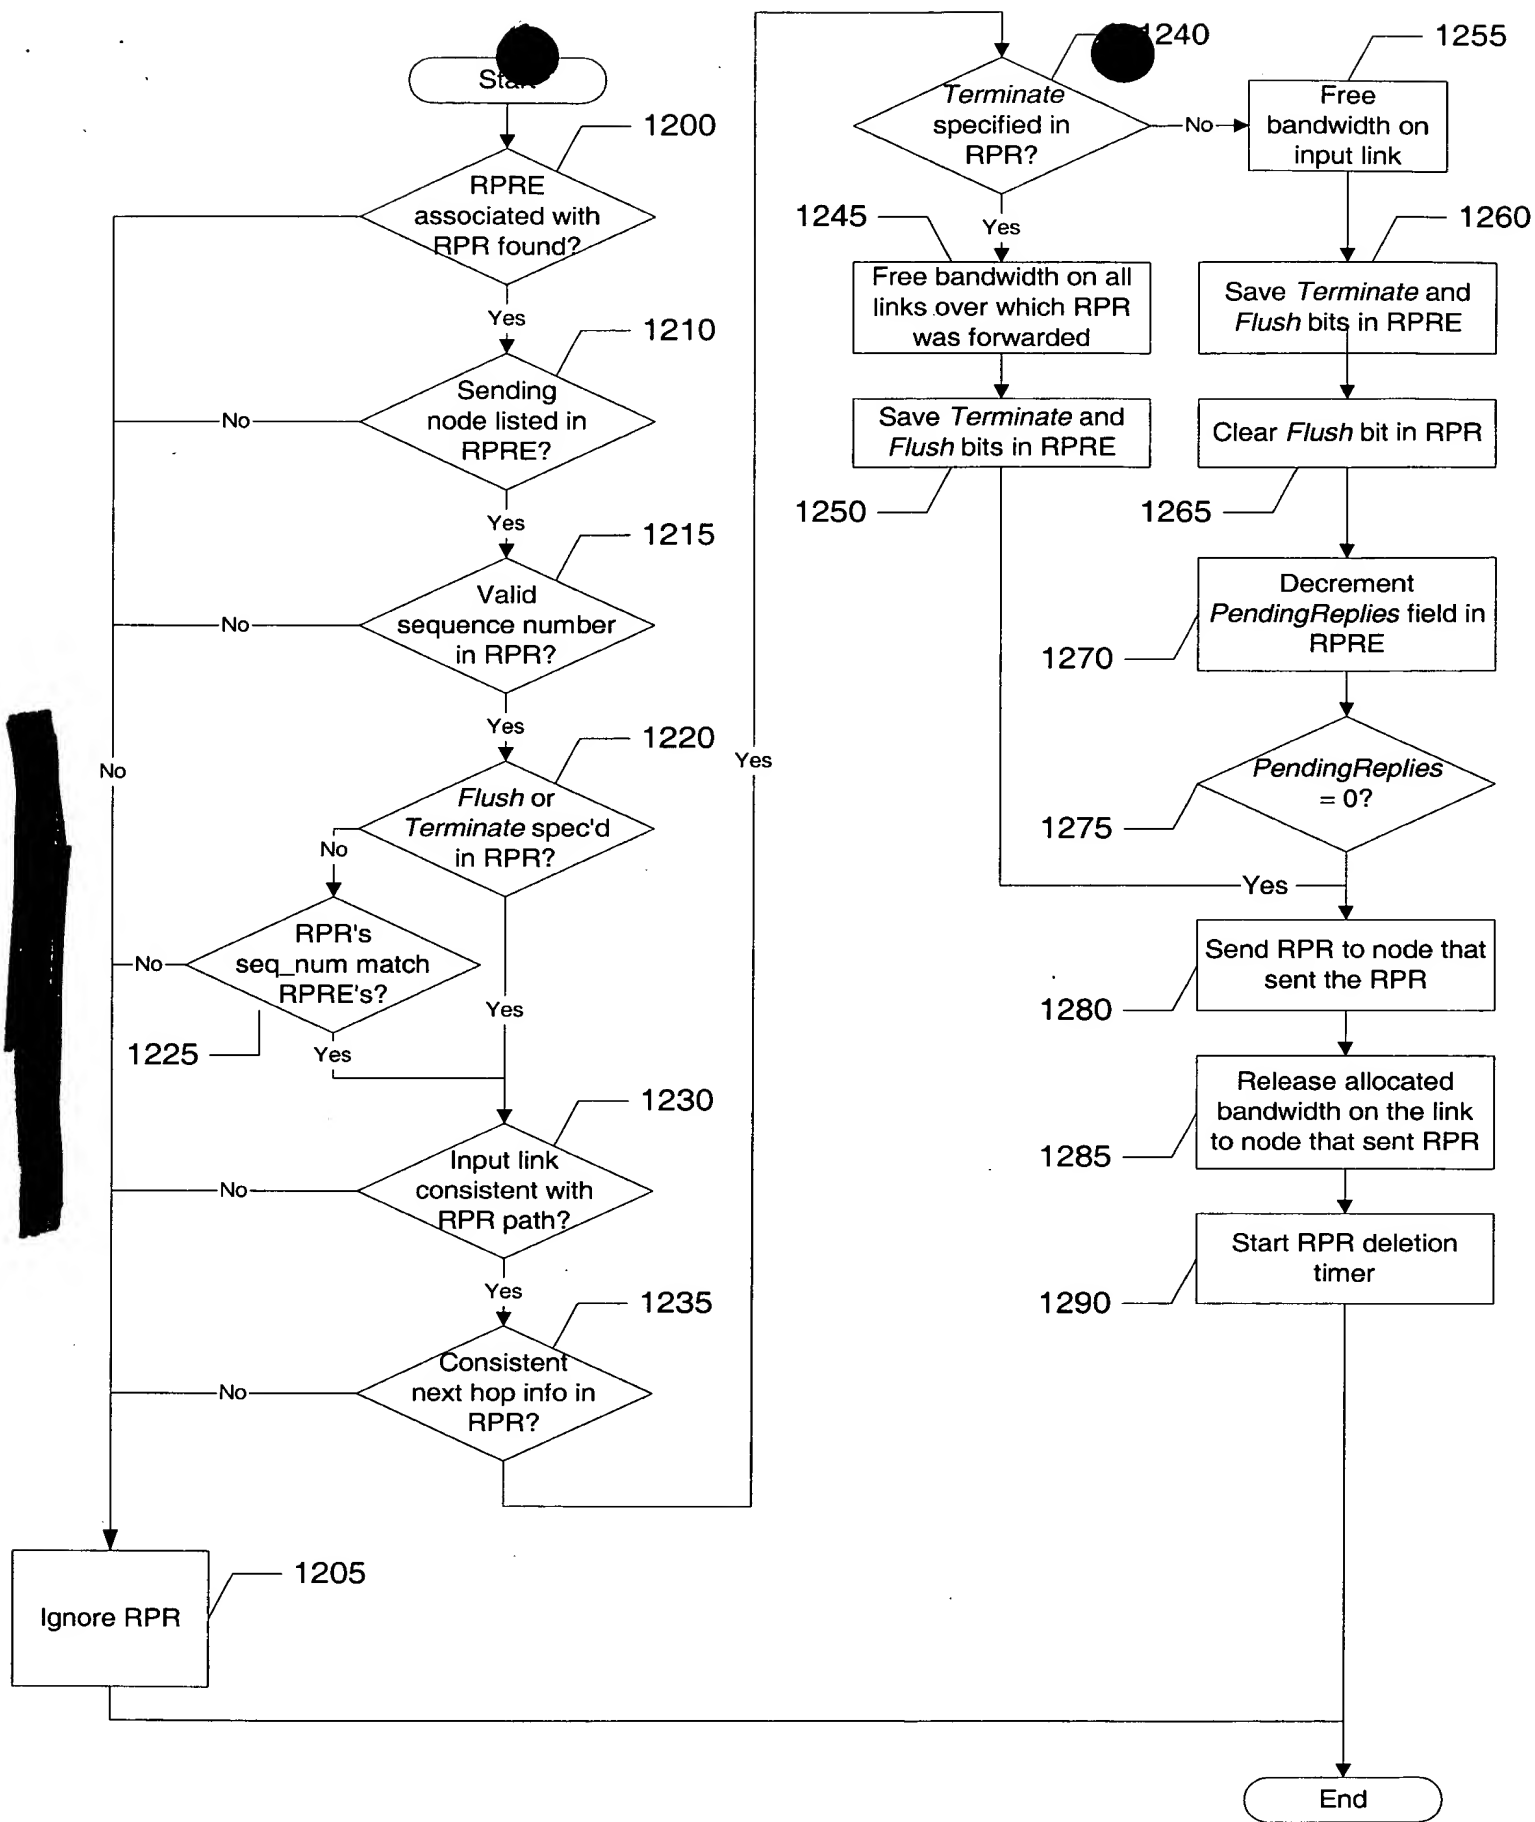 Start
1200
RPRE
associated with
RPR found?
Yes
1210
Sending
node listed in
RPRE?
No
Yes
1215
Valid
sequence number
in RPR?
No
Yes
1220
Flush or
Terminate spec'd
in RPR?
No
No
RPR's
seq_num match
RPRE's?
No
Yes
1225
Yes
1230
Input link
consistent with
RPR path?
No
Yes
1235
Consistent
next hop info in
RPR?
No
Yes
1205
Ignore RPR
1240
Terminate
specified in
RPR?
No
Yes
1255
Free
bandwidth on
input link
1245
Free bandwidth on all
links over which RPR
was forwarded
1260
Save Terminate and
Flush bits in RPRE
Save Terminate and
Flush bits in RPRE
1250
Clear Flush bit in RPR
1265
Decrement
PendingReplies field in
RPRE
1270
PendingReplies
= 0?
1275
Yes
Send RPR to node that
sent the RPR
1280
Release allocated
bandwidth on the link
to node that sent RPR
1285
Start RPR deletion
timer
1290
End